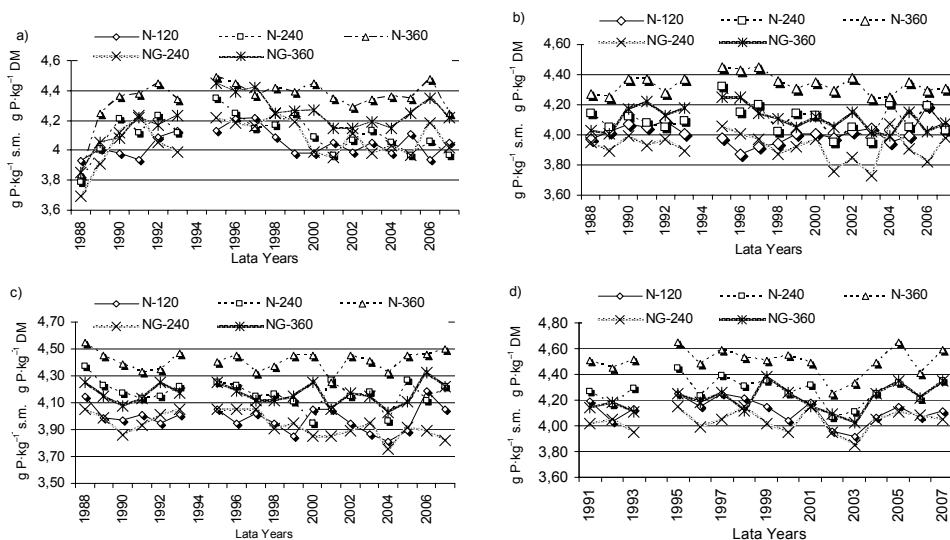 a)
N-120 N-240 N-360
NG-240 NG-360
g P·kg⁻¹ s.m. g P·kg⁻¹ DM
4,6
4,4
4,2
4
3,8
3,6
1988 1990 1992 1994 1996 1998 2000 2002 2004 2006
Lata Years
b)
N-120 N-240 N-360
NG-240 NG-360
g P·kg⁻¹ s.m. g P·kg⁻¹ DM
4,60
4,40
4,20
4,00
3,80
3,60
1988 1990 1992 1994 1996 1998 2000 2002 2004 2006
Lata Years
c)
N-120 N-240 N-360
NG-240 NG-360
g P·kg⁻¹ s.m. g P·kg⁻¹ DM
4,70
4,50
4,30
4,10
3,90
3,70
3,50
1988 1990 1992 1994 1996 1998 2000 2002 2004 2006
Lata Years
d)
N-120 N-240 N-360
NG-240 NG-360
g P·kg⁻¹ s.m. g P·kg⁻¹ DM
4,80
4,60
4,40
4,20
4,00
3,80
3,60
1991 1993 1995 1997 1999 2001 2003 2005 2007
Lata Years